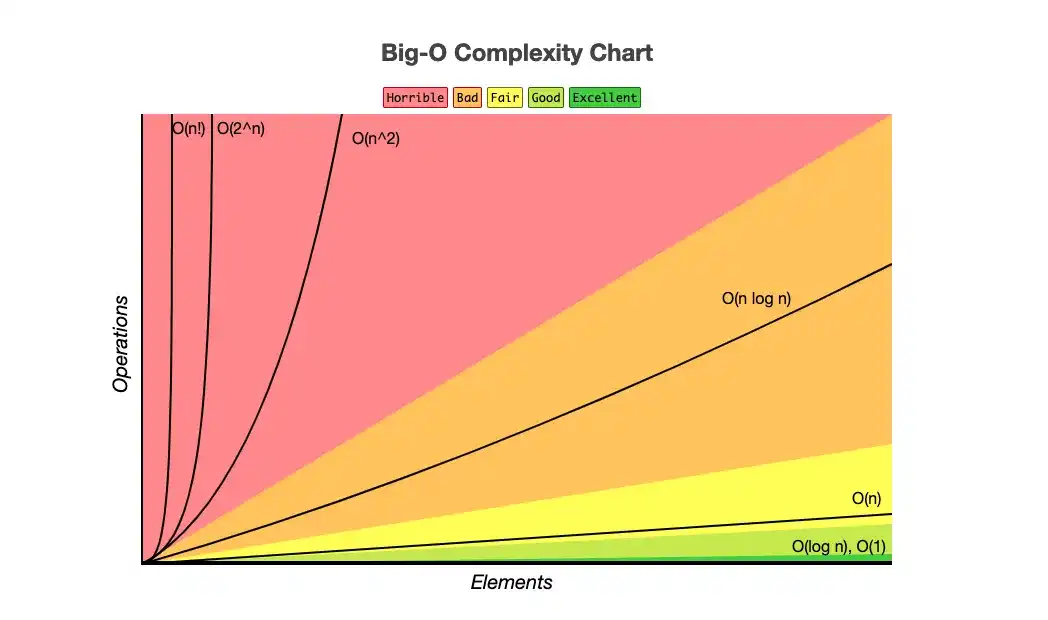 Big-O Complexity Chart
Horrible Bad Fair Good Excellent
O(n!) O(2^n) O(n^2)
O(n log n)
Operations
O(n)
O(log n), O(1)
Elements